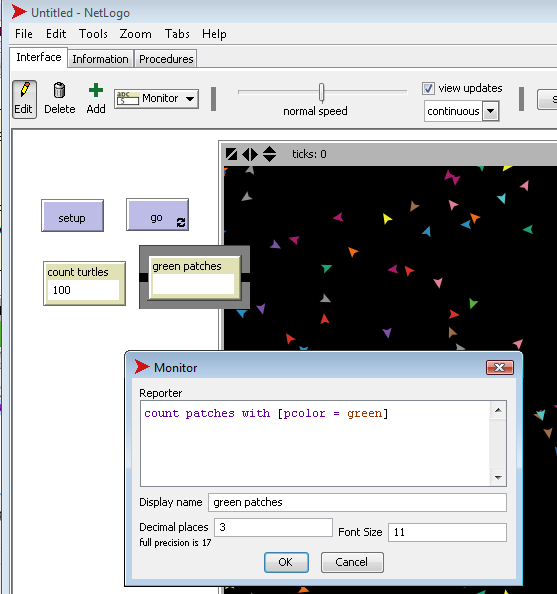 Untitled - NetLogo
File Edit Tools Zoom Tabs Help
Interface Information Procedures
Edit Delete Add abc 5 Monitor normal speed view updates continuous
ticks: 0
setup go
count turtles
100
green patches
Monitor
Reporter
count patches with [pcolor = green]
Display name green patches
Decimal places 3
full precision is 17
Font Size 11
OK Cancel